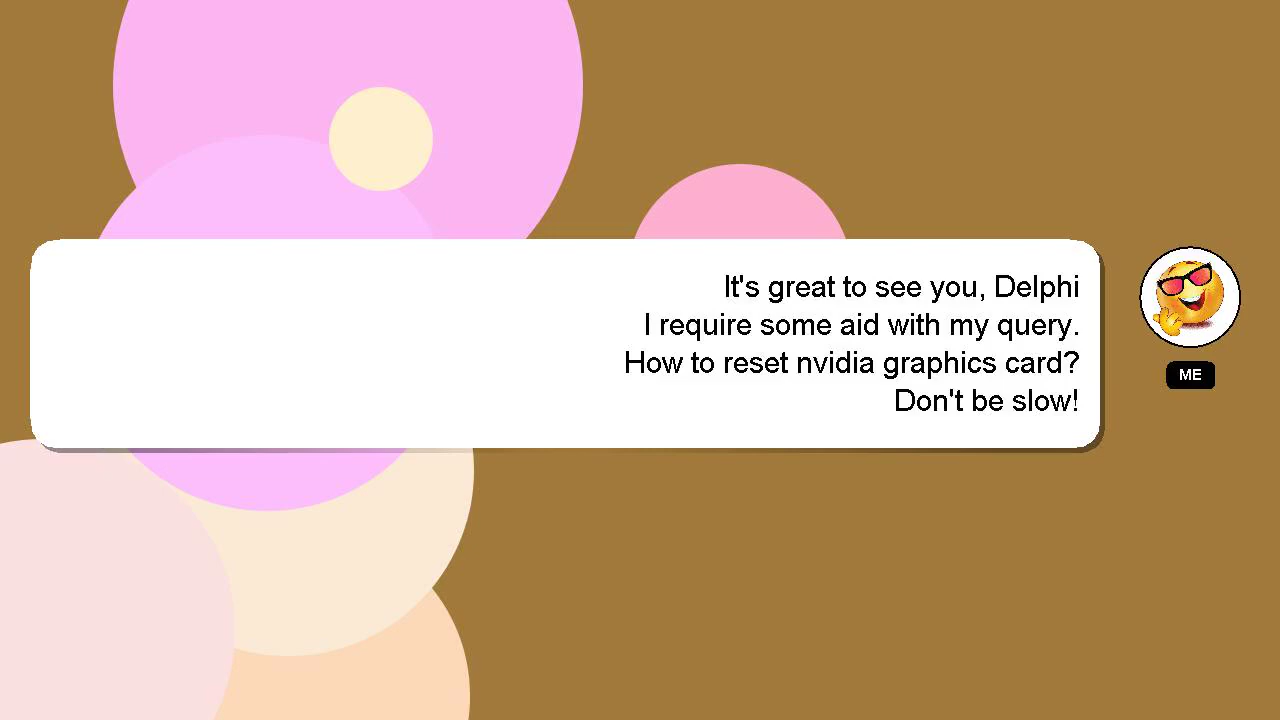 It's great to see you, Delphi
I require some aid with my query.
How to reset nvidia graphics card?
Don't be slow!
ME